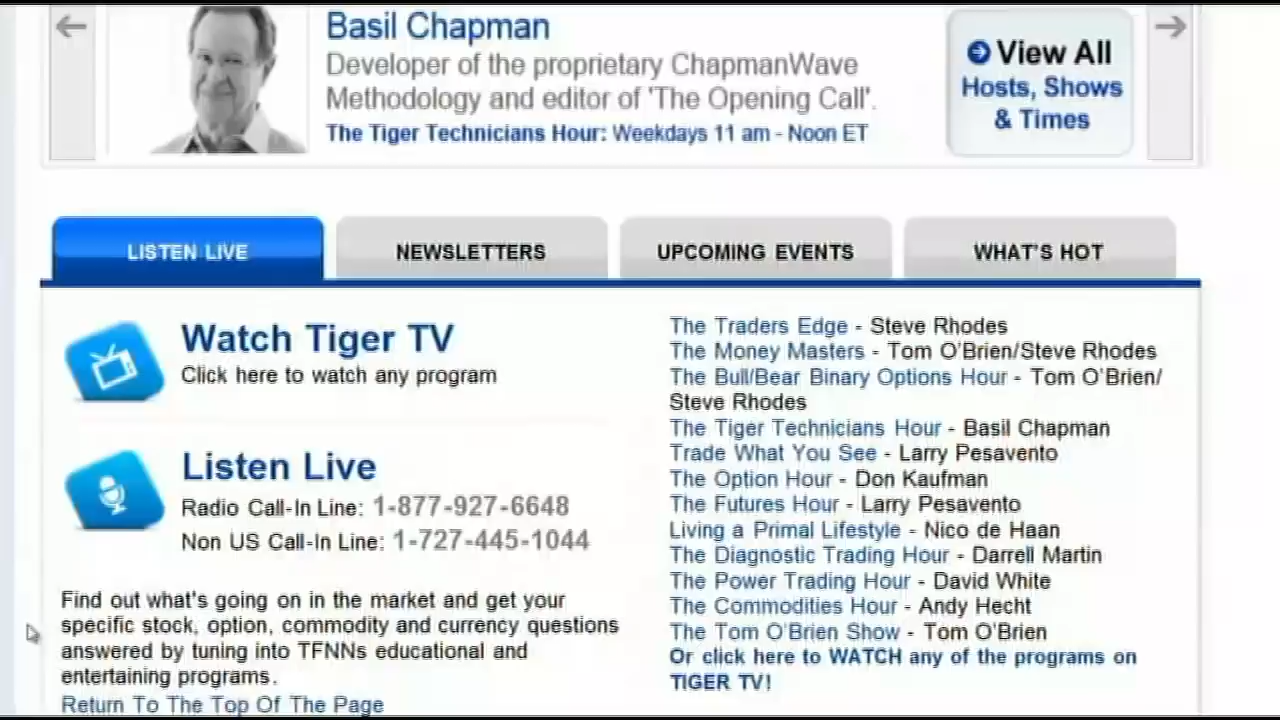 Basil Chapman
Developer of the proprietary ChapmanWave
Methodology and editor of 'The Opening Call'.
The Tiger Technicians Hour: Weekdays 11 am - Noon ET
View All
Hosts, Shows
& Times
LISTEN LIVE
NEWSLETTERS
UPCOMING EVENTS
WHAT'S HOT
Watch Tiger TV
Click here to watch any program
Listen Live
Radio Call-In Line: 1-877-927-6648
Non US Call-In Line: 1-727-445-1044
Find out what's going on in the market and get your
specific stock, option, commodity and currency questions
answered by tuning into TFNNs educational and
entertaining programs.
Return To The Top Of The Page
The Traders Edge - Steve Rhodes
The Money Masters - Tom O'Brien/Steve Rhodes
The Bull/Bear Binary Options Hour - Tom O'Brien/
Steve Rhodes
The Tiger Technicians Hour - Basil Chapman
Trade What You See - Larry Pesavento
The Option Hour - Don Kaufman
The Futures Hour - Larry Pesavento
Living a Primal Lifestyle - Nico de Haan
The Diagnostic Trading Hour - Darrell Martin
The Power Trading Hour - David White
The Commodities Hour - Andy Hecht
The Tom O'Brien Show - Tom O'Brien
Or click here to WATCH any of the programs on
TIGER TV!